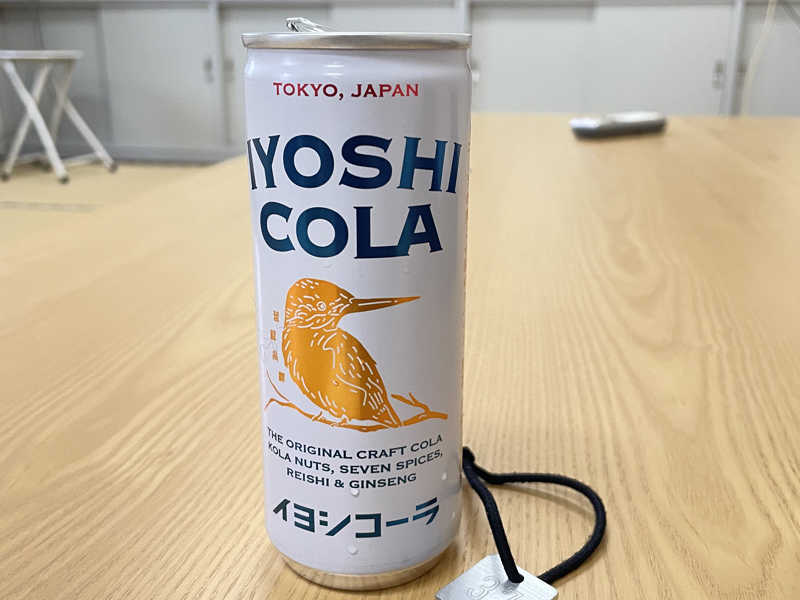 TOKYO, JAPAN
IYOSHI
COLA
THE ORIGINAL CRAFT COLA
KOLA NUTS, SEVEN SPICES,
REISHI & GINSENG
イヨシコーラ